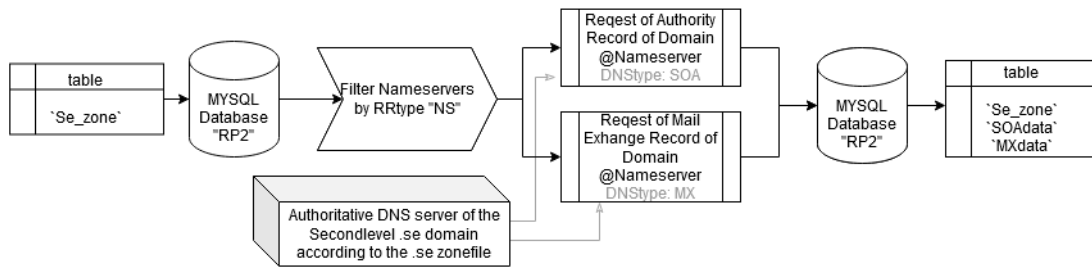 table
`Se_zone`
MYSQL
Database
"RP2"
Filter Nameservers
by RRtype "NS"
Reqest of Authority
Record of Domain
@Nameserver
DNStype: SOA
Reqest of Mail
Exhange Record of
Domain
@Nameserver
DNStype: MX
Authoritative DNS server of the
Secondlevel .se domain
according to the .se zonefile
MYSQL
Database
"RP2"
table
`Se_zone`
`SOAdata`
`MXdata`